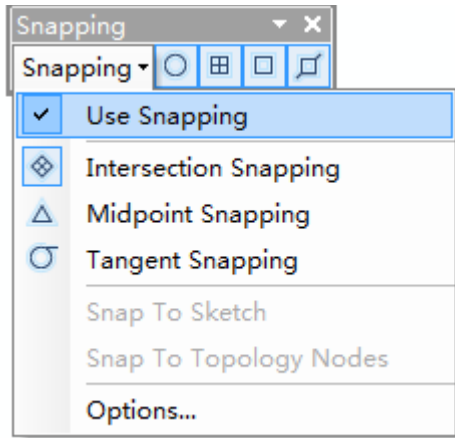 Snapping
Snapping
Use Snapping
Intersection Snapping
Midpoint Snapping
Tangent Snapping
Snap To Sketch
Snap To Topology Nodes
Options...